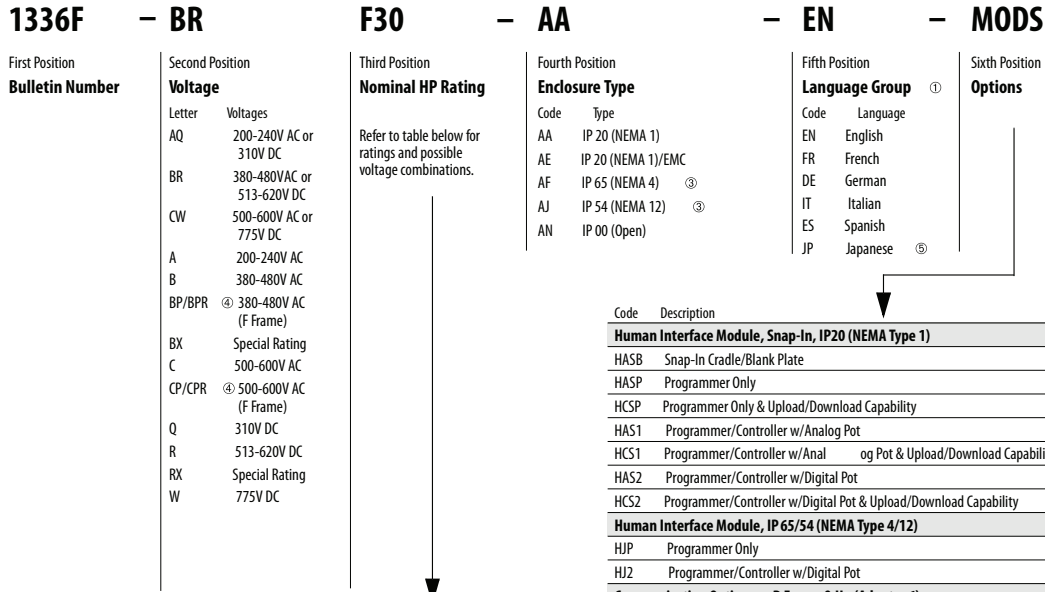 1336F – BR F30 – AA – EN – MODS
First Position
Bulletin Number
Second Position
Voltage
Letter Voltages
AQ 200-240V AC or
310V DC
BR 380-480VAC or
513-620V DC
CW 500-600V AC or
775V DC
A 200-240V AC
B 380-480V AC
BP/BPR ④ 380-480V AC
(F Frame)
BX Special Rating
C 500-600V AC
CP/CPR ④ 500-600V AC
(F Frame)
Q 310V DC
R 513-620V DC
RX Special Rating
W 775V DC
Third Position
Nominal HP Rating
Refer to table below for
ratings and possible
voltage combinations.
Fourth Position
Enclosure Type
Code Type
AA IP 20 (NEMA 1)
AE IP 20 (NEMA 1)/EMC
AF IP 65 (NEMA 4) ③
AJ IP 54 (NEMA 12) ③
AN IP 00 (Open)
Fifth Position
Language Group ①
Code Language
EN English
FR French
DE German
IT Italian
ES Spanish
JP Japanese ⑤
Sixth Position
Options
Code Description
Human Interface Module, Snap-In, IP20 (NEMA Type 1)
HASB Snap-In Cradle/Blank Plate
HASP Programmer Only
HCSP Programmer Only & Upload/Download Capability
HAS1 Programmer/Controller w/Analog Pot
HCS1 Programmer/Controller w/Anal og Pot & Upload/Download Capabili
HAS2 Programmer/Controller w/Digital Pot
HCS2 Programmer/Controller w/Digital Pot & Upload/Download Capability
Human Interface Module, IP 65/54 (NEMA Type 4/12)
HJP Programmer Only
HJ2 Programmer/Controller w/Digital Pot